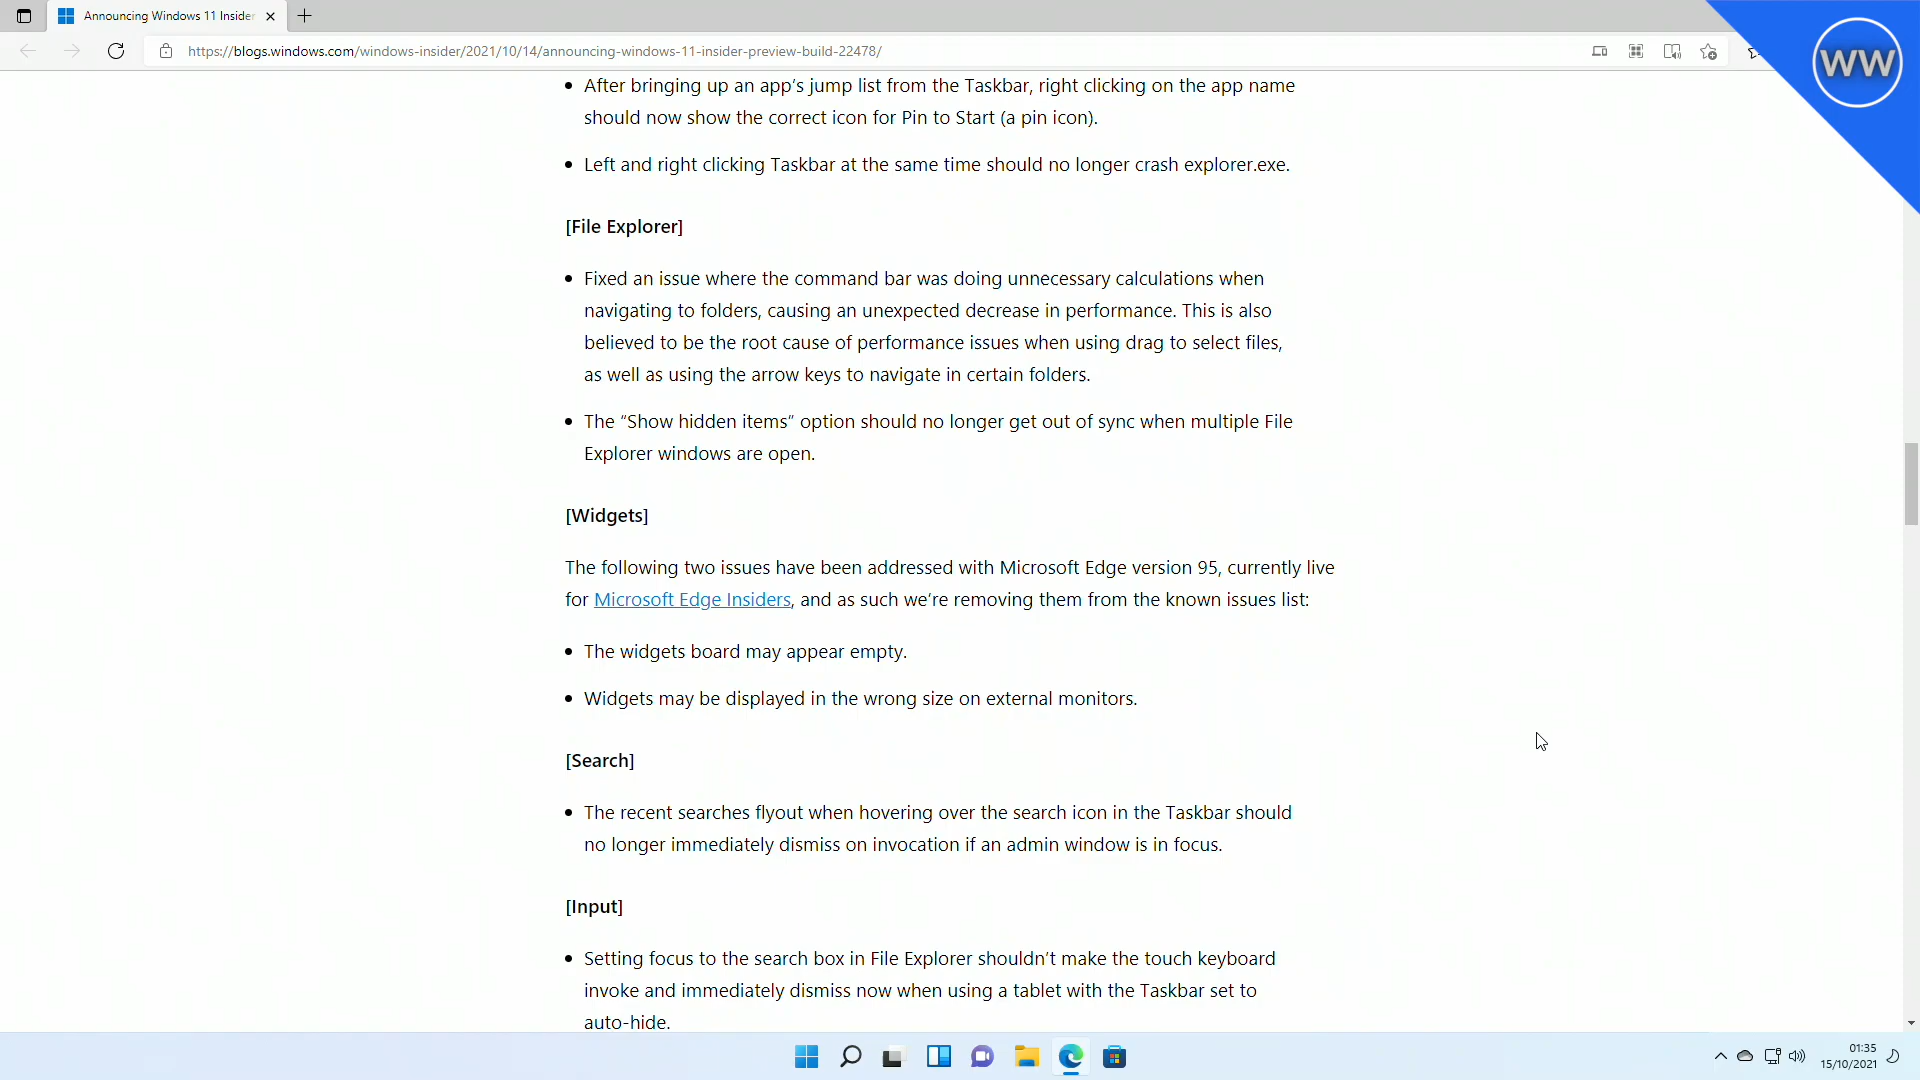 Announcing Windows 11 Insider
https://blogs.windows.com/windows-insider/2021/10/14/announcing-windows-11-insider-preview-build-22478/
WW
• After bringing up an app's jump list from the Taskbar, right clicking on the app name
should now show the correct icon for Pin to Start (a pin icon).
• Left and right clicking Taskbar at the same time should no longer crash explorer.exe.
[File Explorer]
• Fixed an issue where the command bar was doing unnecessary calculations when
navigating to folders, causing an unexpected decrease in performance. This is also
believed to be the root cause of performance issues when using drag to select files,
as well as using the arrow keys to navigate in certain folders.
• The “Show hidden items” option should no longer get out of sync when multiple File
Explorer windows are open.
[Widgets]
The following two issues have been addressed with Microsoft Edge version 95, currently live
for Microsoft Edge Insiders, and as such we're removing them from the known issues list:
• The widgets board may appear empty.
• Widgets may be displayed in the wrong size on external monitors.
[Search]
• The recent searches flyout when hovering over the search icon in the Taskbar should
no longer immediately dismiss on invocation if an admin window is in focus.
[Input]
• Setting focus to the search box in File Explorer shouldn't make the touch keyboard
invoke and immediately dismiss now when using a tablet with the Taskbar set to
auto-hide.
01:35
15/10/2021